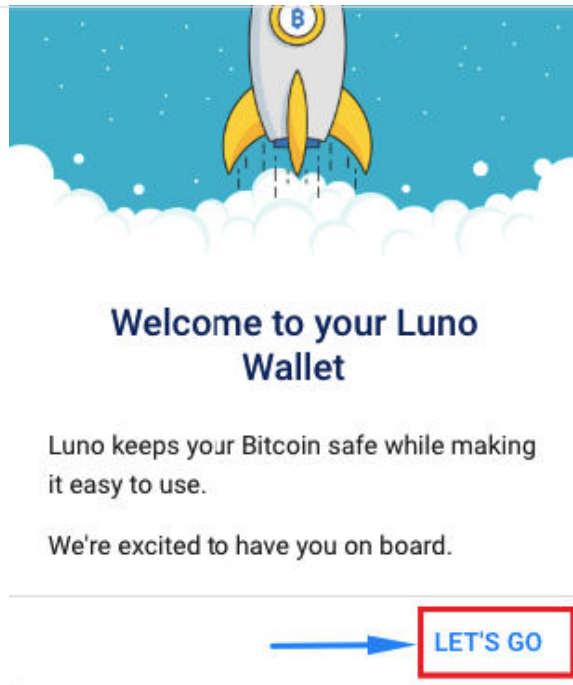 ₿
Welcome to your Luno
Wallet
Luno keeps your Bitcoin safe while making
it easy to use.
We're excited to have you on board.
LET'S GO